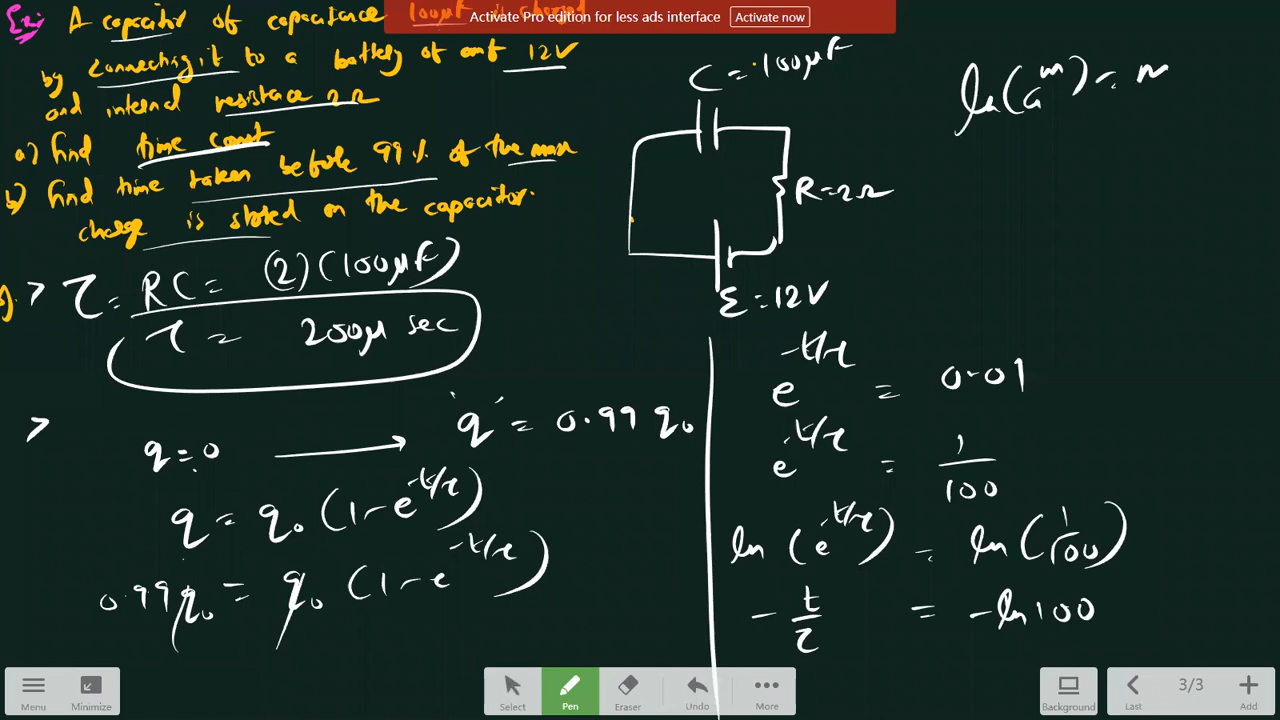 Activate Pro edition for less ads interface Activate now
Ex:
A capacitor of capacitance 100μF is charged
by connecting it to a battery of emf 12V
and internal resistance 2Ω
a) find time const
b) find time taken before 99% of the max
charge is stored on the capacitor.
τ = RC = (2)(100μF)
τ = 200μ sec
q = 0 → q = 0.99 q₀
q = q₀ (1 - e^-t/τ)
0.99 q₀ = q₀ (1 - e^-t/τ)
C = 100μF
R = 2Ω
ε = 12V
ln(a^m) = m
e^-t/τ = 0.01
e^-t/τ = 1/100
ln (e^-t/τ) = ln (1/100)
- t/τ = - ln 100
Menu
Minimize
Select
Pen
Eraser
Undo
More
Background
Last
3/3
Add